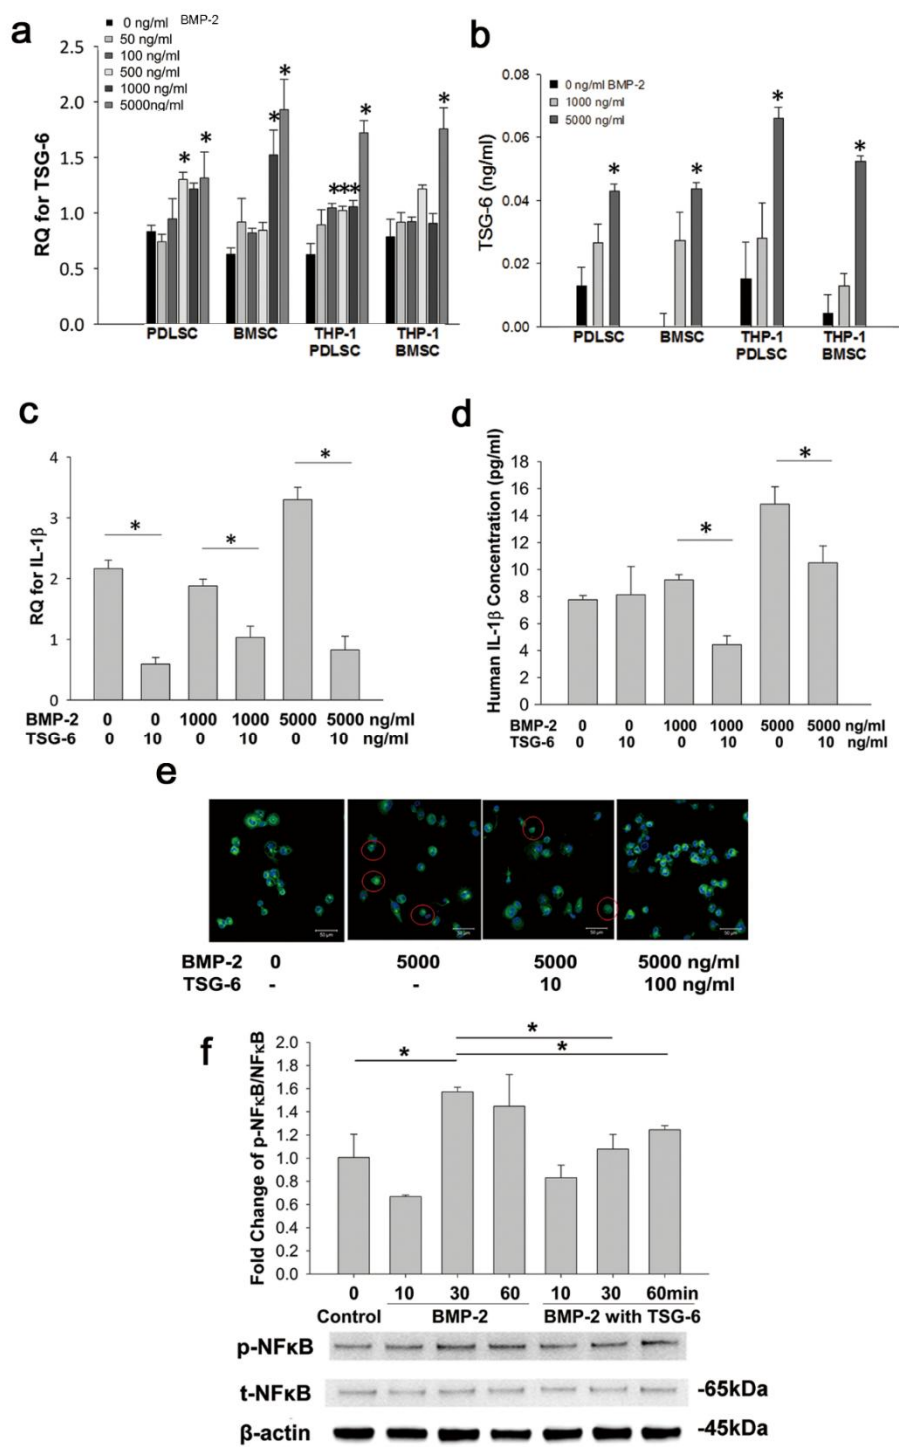 a
0 ng/ml BMP-2
50 ng/ml
100 ng/ml
500 ng/ml
1000 ng/ml
5000ng/ml
RQ for TSG-6
2.5
2.0
1.5
1.0
0.5
0.0
* * * * *** * *
PDLSC BMSC THP-1 THP-1
PDLSC BMSC
b
0 ng/ml BMP-2
1000 ng/ml
5000 ng/ml
TSG-6 (ng/ml)
0.08
0.06
0.04
0.02
0.00
* * * *
PDLSC BMSC THP-1 THP-1
PDLSC BMSC
c
RQ for IL-1β
4
3
2
1
0
* * *
BMP-2 0 0 1000 1000 5000 5000 ng/ml
TSG-6 0 10 0 10 0 10 ng/ml
d
Human IL-1β Concentration (pg/ml)
18
16
14
12
10
8
6
4
2
0
* *
BMP-2 0 0 1000 1000 5000 5000 ng/ml
TSG-6 0 10 0 10 0 10 ng/ml
e
50 µm 50 µm 50 µm 50 µm
BMP-2 0 5000 5000 5000 ng/ml
TSG-6 - - 10 100 ng/ml
f
Fold Change of p-NFκB/NFκB
2.0
1.8
1.6
1.4
1.2
1.0
0.8
0.6
0.4
0.2
0.0
* * *
0 10 30 60 10 30 60min
Control BMP-2 BMP-2 with TSG-6
p-NFκB
t-NFκB -65kDa
β-actin -45kDa